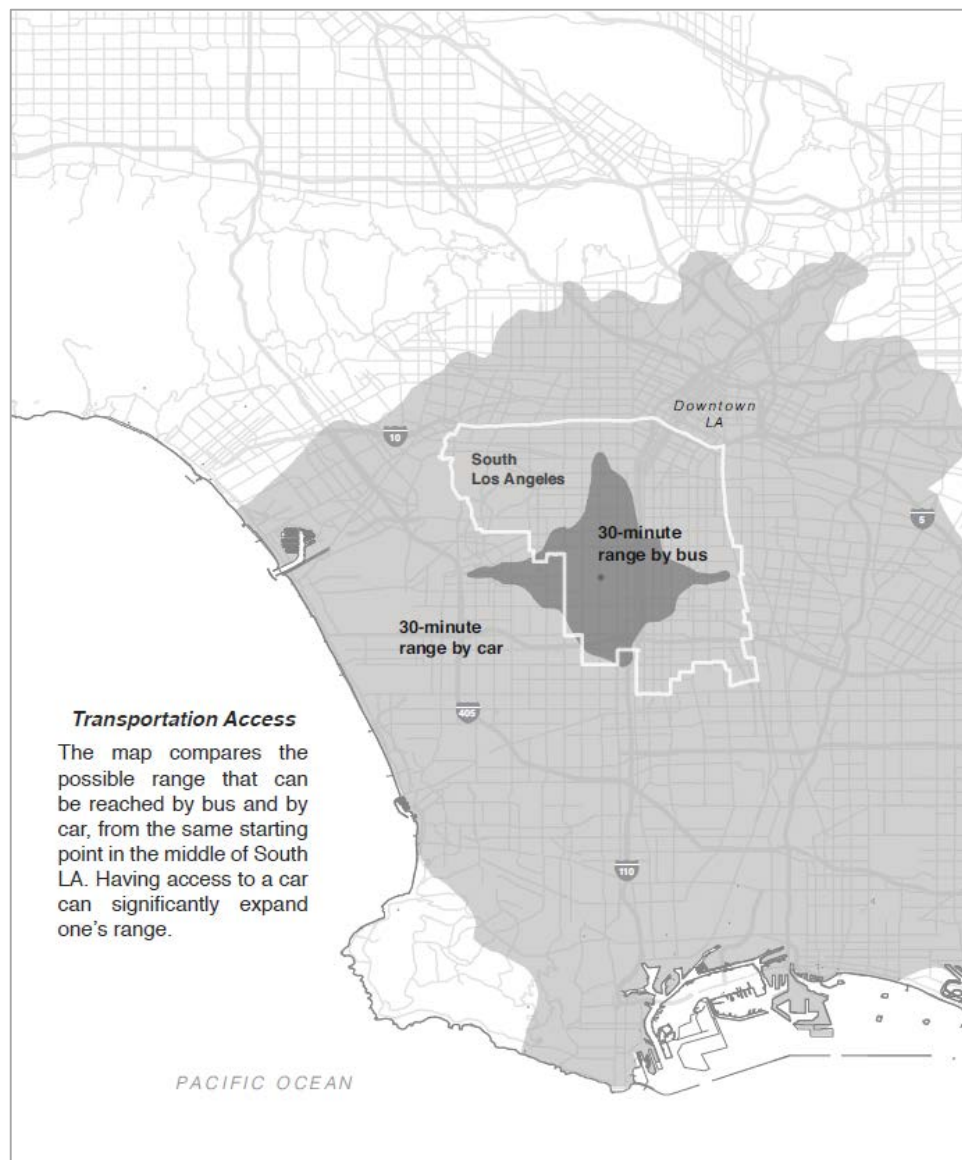 Downtown
LA
10
South
Los Angeles
5
30-minute
range by bus
30-minute
range by car
405
Transportation Access
The map compares the
possible range that can
be reached by bus and by
car, from the same starting
point in the middle of South
LA. Having access to a car
can significantly expand
one's range.
110
PACIFIC OCEAN